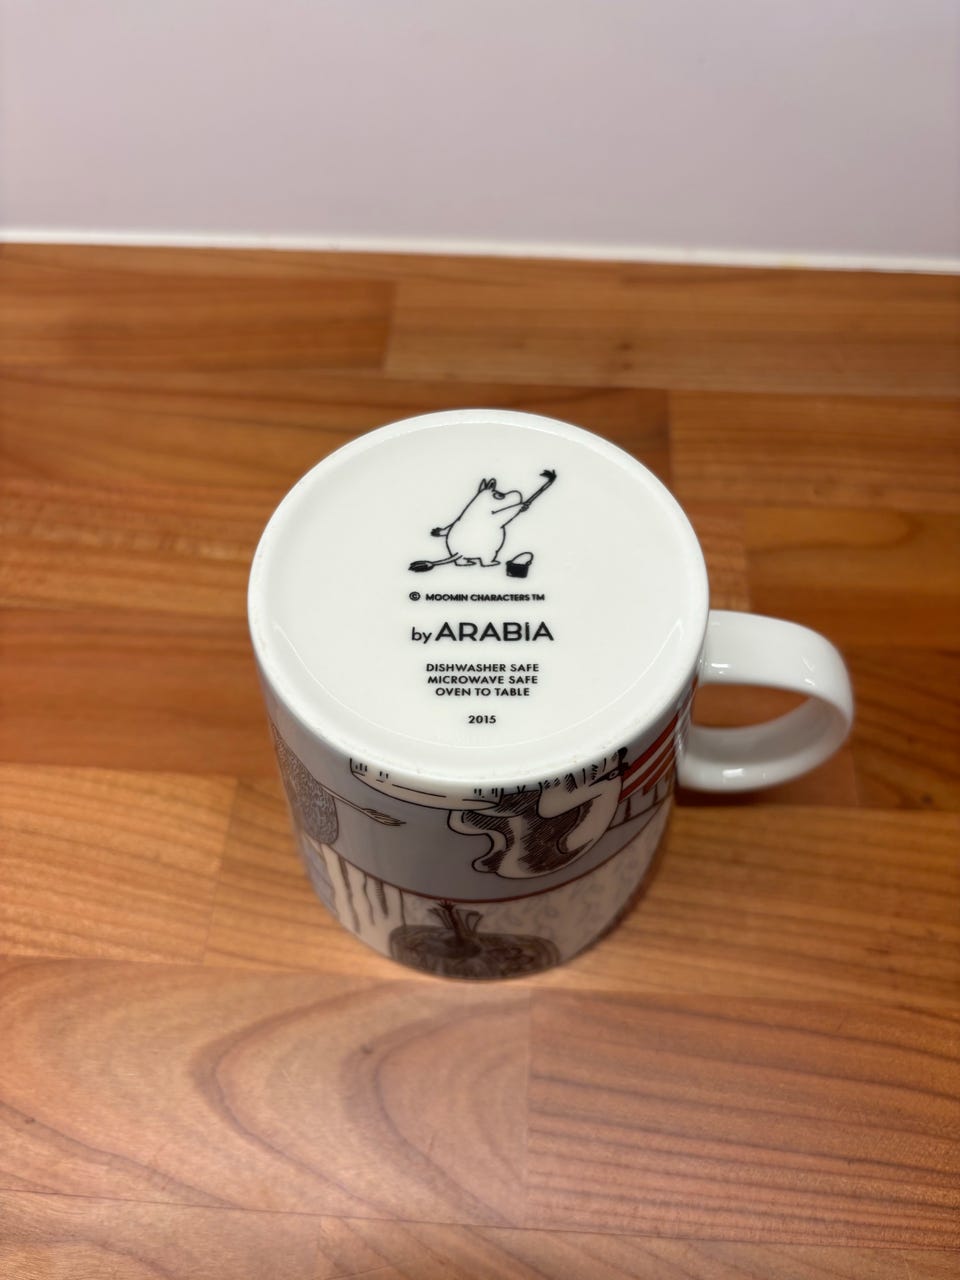 © MOOMIN CHARACTERS TM
by ARABiA
DISHWASHER SAFE
MICROWAVE SAFE
OVEN TO TABLE
2015